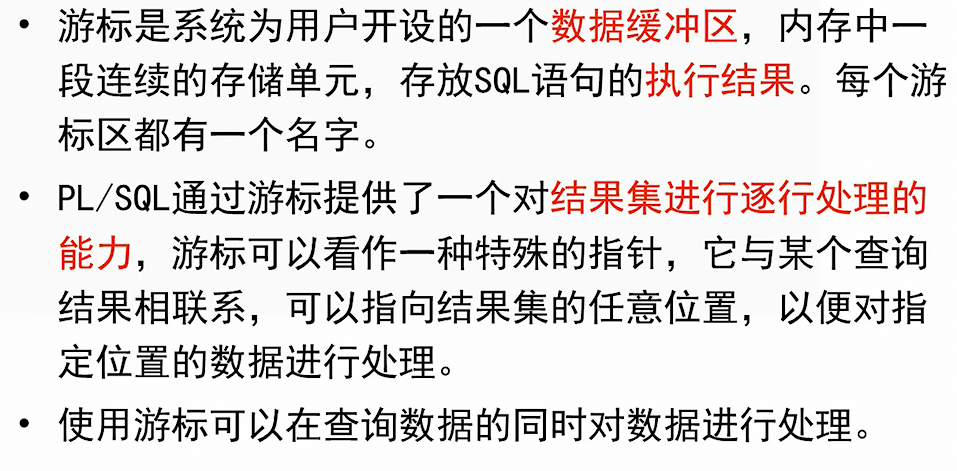 • 游标是系统为用户开设的一个数据缓冲区，内存中一
段连续的存储单元，存放SQL语句的执行结果。每个游
标区都有一个名字。
• PL/SQL通过游标提供了一个对结果集进行逐行处理的
能力，游标可以看作一种特殊的指针，它与某个查询
结果相联系，可以指向结果集的任意位置，以便对指
定位置的数据进行处理。
• 使用游标可以在查询数据的同时对数据进行处理。